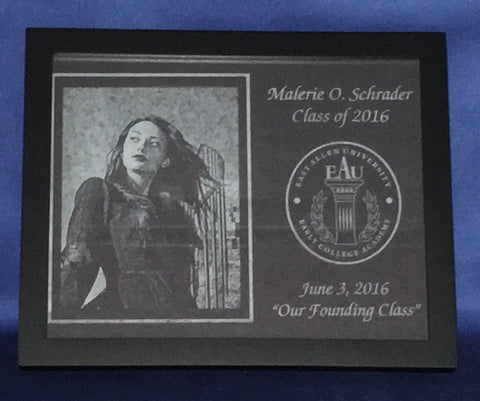 Malerie O. Schrader
Class of 2016
EAST ALLEN UNIVERSITY
EAU
EARLY COLLEGE ACADEMY
June 3, 2016
"Our Founding Class"